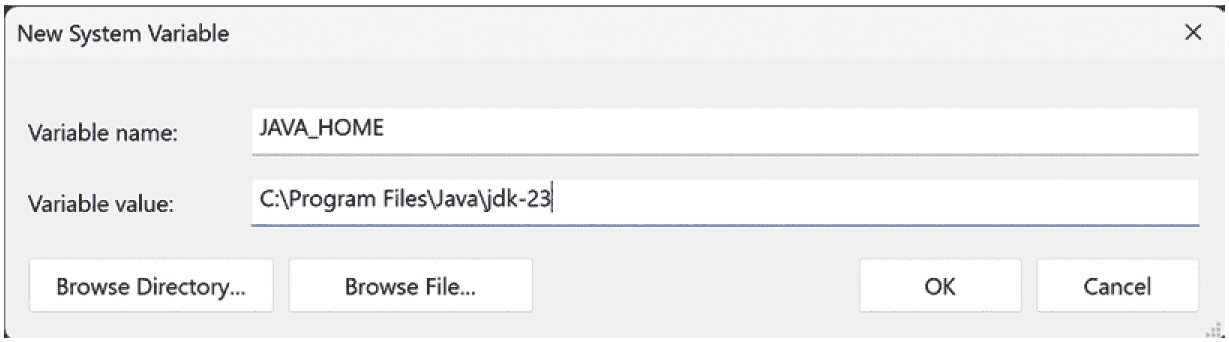 New System Variable
Variable name:
JAVA_HOME
Variable value:
C:\Program Files\Java\jdk-23
Browse Directory...
Browse File...
OK
Cancel